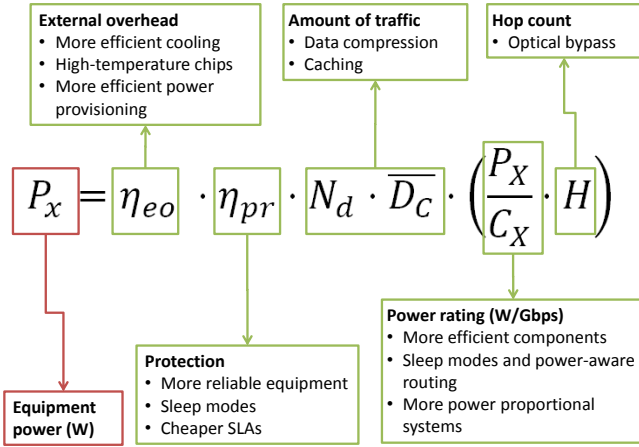 External overhead
• More efficient cooling
• High-temperature chips
• More efficient power
provisioning
Amount of traffic
• Data compression
• Caching
Hop count
• Optical bypass
P_x = η_eo · η_pr · N_d · \overline{D_C} · (P_X / C_X · H)
Equipment
power (W)
Protection
• More reliable equipment
• Sleep modes
• Cheaper SLAs
Power rating (W/Gbps)
• More efficient components
• Sleep modes and power-aware
routing
• More power proportional
systems